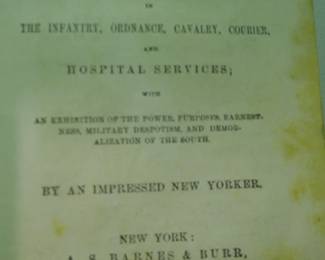 IN
THE INFANTRY, ORDNANCE, CAVALRY, COURIER,
AND
HOSPITAL SERVICES;
WITH
AN EXHIBITION OF THE POWER, PURPOSES, EARNEST-
NESS, MILITARY DESPOTISM, AND DEMOR-
ALIZATION OF THE SOUTH.
BY AN IMPRESSED NEW YORKER.
NEW YORK:
A. S. BARNES & BURR,